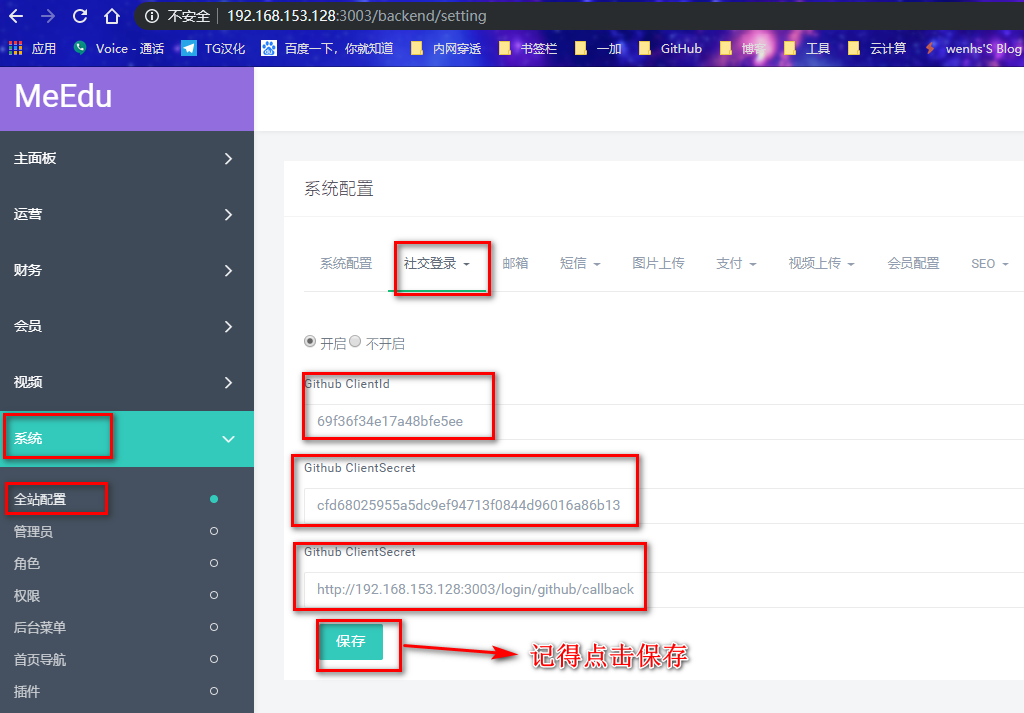 不安全 | 192.168.153.128:3003/backend/setting
应用 Voice - 通话 TG汉化 百度一下，你就知道 内网穿透 书签栏 一加 GitHub 博客 工具 云计算 wenhs'S Blog
MeEdu
主面板
运营
财务
会员
视频
系统
全站配置
管理员
角色
权限
后台菜单
首页导航
插件
系统配置
系统配置 社交登录 邮箱 短信 图片上传 支付 视频上传 会员配置 SEO
开启 不开启
Github ClientId
69f36f34e17a48bfe5ee
Github ClientSecret
cfd68025955a5dc9ef94713f0844d96016a86b13
Github ClientSecret
http://192.168.153.128:3003/login/github/callback
保存
记得点击保存